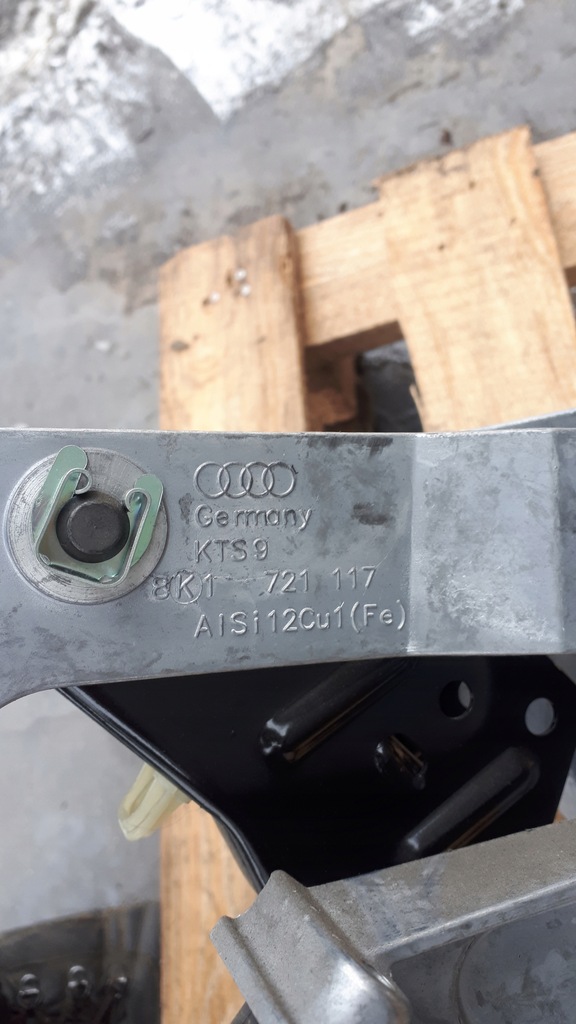 Germany
KTS9
8K1 721 117
AlSi12Cu1(Fe)